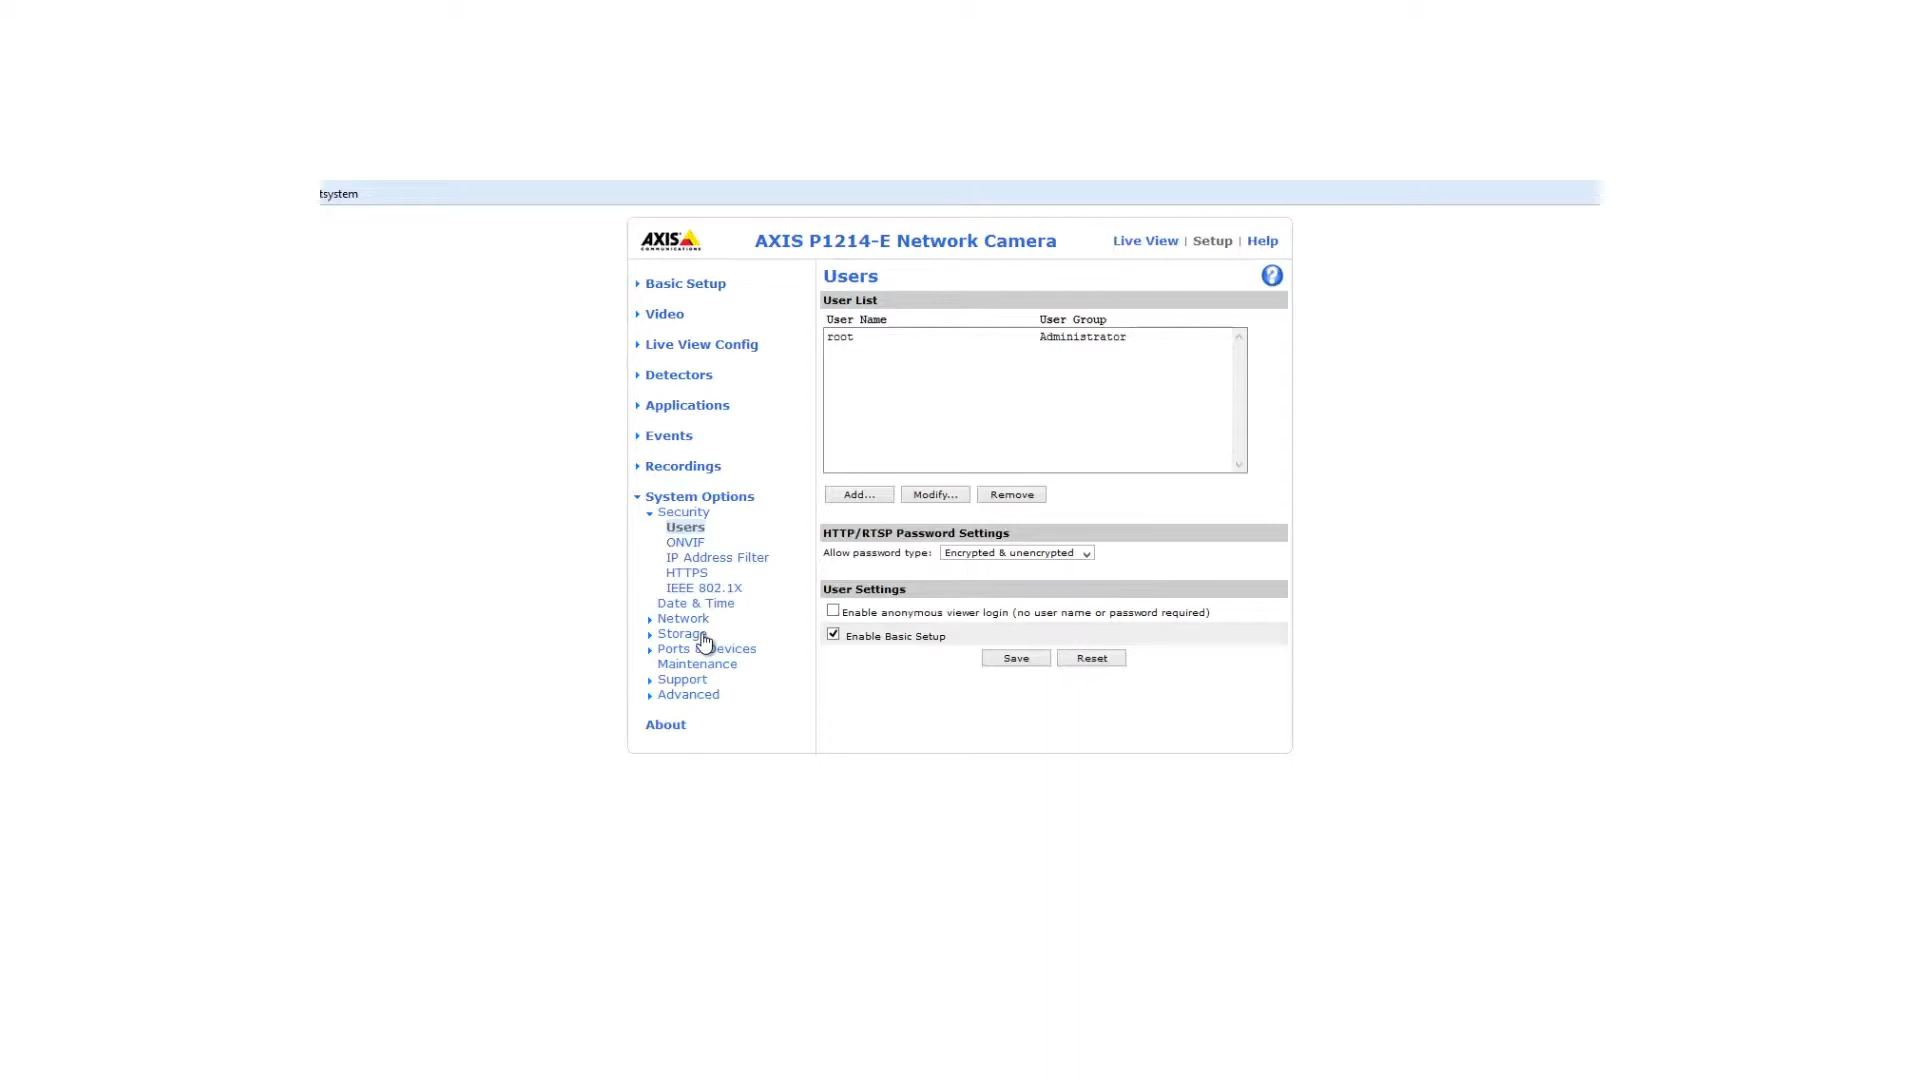 tsystem
AXIS
COMMUNICATIONS
AXIS P1214-E Network Camera
Live View | Setup | Help
Basic Setup
Video
Live View Config
Detectors
Applications
Events
Recordings
System Options
Security
Users
ONVIF
IP Address Filter
HTTPS
IEEE 802.1X
Date & Time
Network
Storage
Ports & Devices
Maintenance
Support
Advanced
About
Users
User List
User Name User Group
root Administrator
Add... Modify... Remove
HTTP/RTSP Password Settings
Allow password type: Encrypted & unencrypted
User Settings
Enable anonymous viewer login (no user name or password required)
Enable Basic Setup
Save Reset